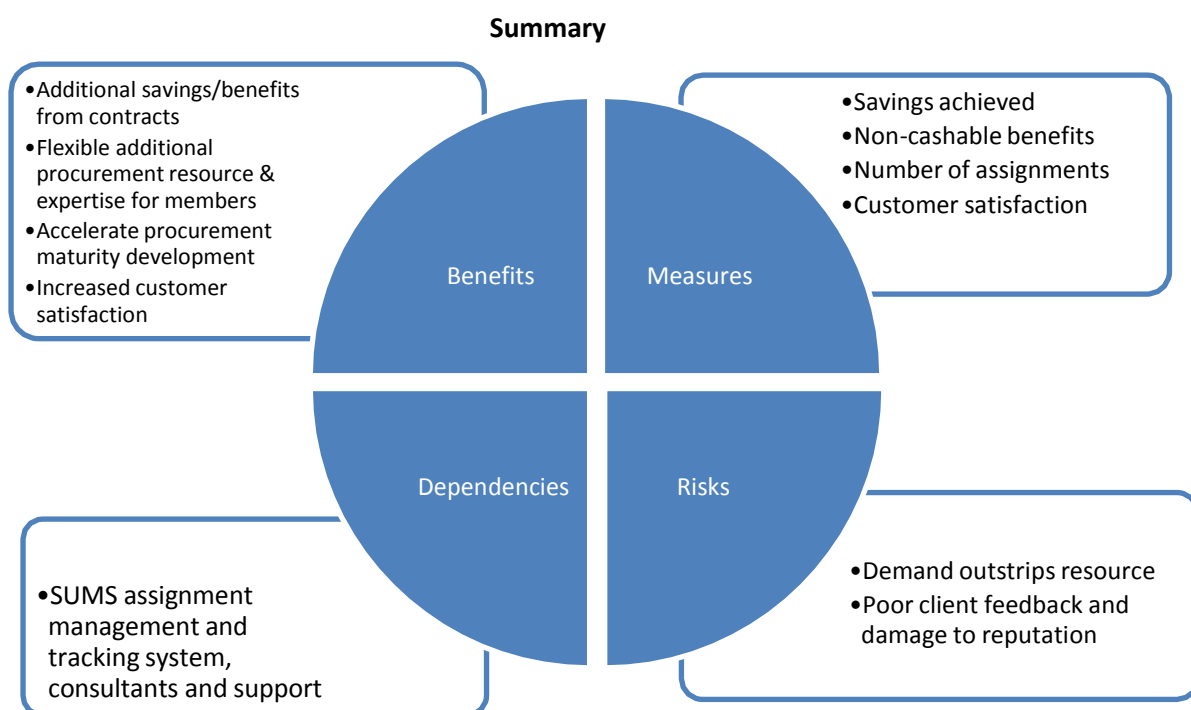 Summary
•Additional savings/benefits
from contracts
•Flexible additional
procurement resource &
expertise for members
•Accelerate procurement
maturity development
•Increased customer
satisfaction
•Savings achieved
•Non-cashable benefits
•Number of assignments
•Customer satisfaction
Benefits
Measures
Dependencies
Risks
•SUMS assignment
management and
tracking system,
consultants and support
•Demand outstrips resource
•Poor client feedback and
damage to reputation